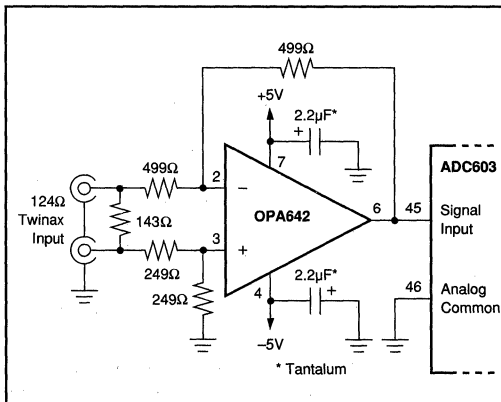 499Ω
+5V
2.2µF*
+
7
ADC603
499Ω
2
−
124Ω
Twinax
Input
143Ω
OPA642
6
45
Signal
Input
3
+
249Ω
249Ω
4
2.2µF*
+
46
Analog
Common
−5V
* Tantalum